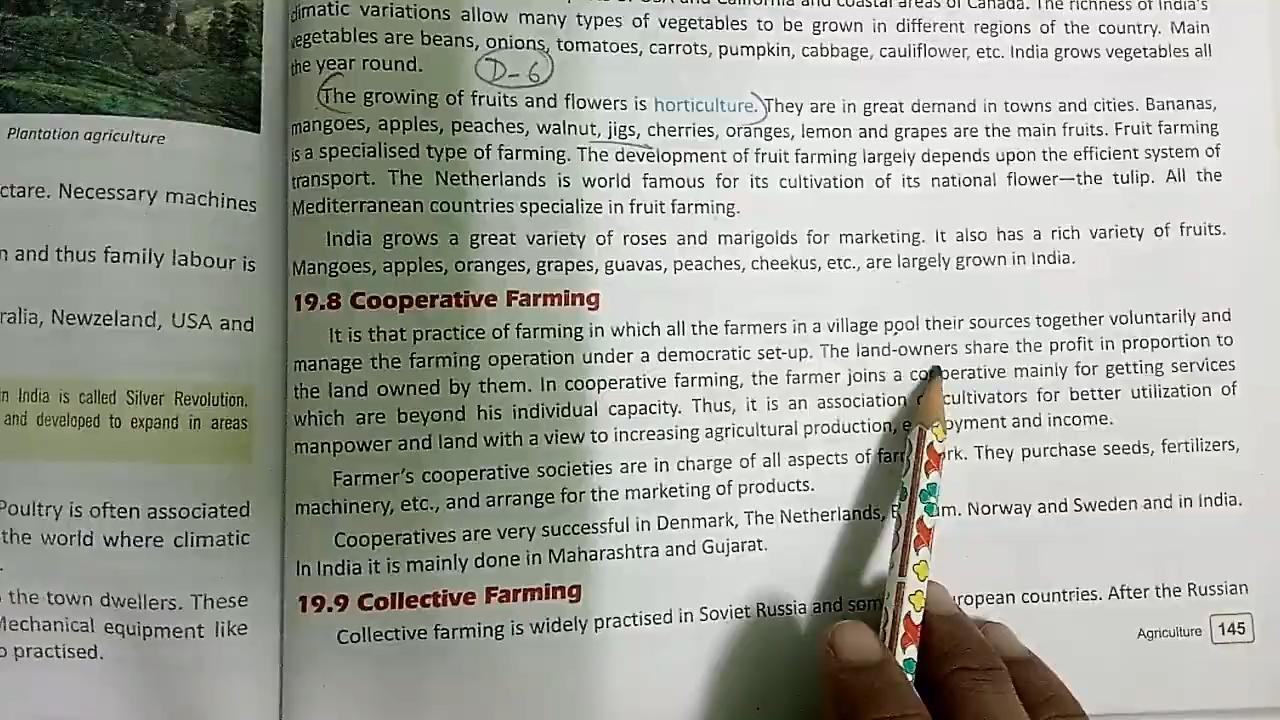 Plantation agriculture
ctare. Necessary machines
n and thus family labour is
ralia, Newzeland, USA and
n India is called Silver Revolution.
and developed to expand in areas
Poultry is often associated
the world where climatic
the town dwellers. These
Mechanical equipment like
o practised.
climatic variations allow many types of vegetables to be grown in different regions of the country. Main
vegetables are beans, onions, tomatoes, carrots, pumpkin, cabbage, cauliflower, etc. India grows vegetables all
the year round.
D-6
The growing of fruits and flowers is horticulture. They are in great demand in towns and cities. Bananas,
mangoes, apples, peaches, walnut, jigs, cherries, oranges, lemon and grapes are the main fruits. Fruit farming
is a specialised type of farming. The development of fruit farming largely depends upon the efficient system of
transport. The Netherlands is world famous for its cultivation of its national flower—the tulip. All the
Mediterranean countries specialize in fruit farming.
India grows a great variety of roses and marigolds for marketing. It also has a rich variety of fruits.
Mangoes, apples, oranges, grapes, guavas, peaches, cheekus, etc., are largely grown in India.
19.8 Cooperative Farming
It is that practice of farming in which all the farmers in a village pool their sources together voluntarily and
manage the farming operation under a democratic set-up. The land-owners share the profit in proportion to
the land owned by them. In cooperative farming, the farmer joins a cooperative mainly for getting services
which are beyond his individual capacity. Thus, it is an association cultivators for better utilization of
manpower and land with a view to increasing agricultural production, and income.
Farmer's cooperative societies are in charge of all aspects of They purchase seeds, fertilizers,
machinery, etc., and arrange for the marketing of products.
Cooperatives are very successful in Denmark, The Netherlands, Norway and Sweden and in India.
In India it is mainly done in Maharashtra and Gujarat.
19.9 Collective Farming
Collective farming is widely practised in Soviet Russia and countries. After the Russian
Agriculture 145